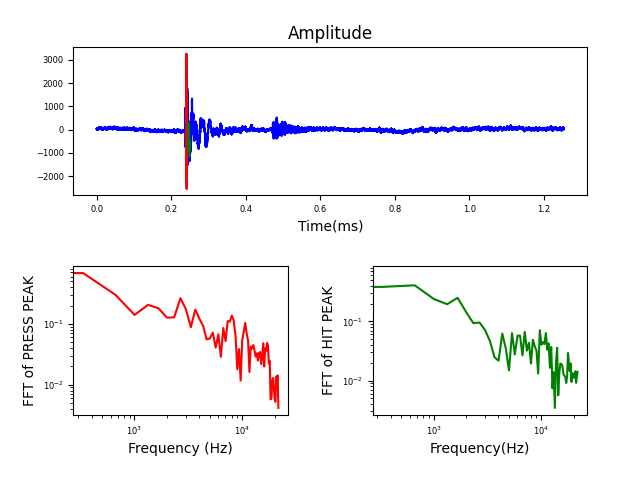 Amplitude
3000
2000
1000
0
−1000
−2000
0.0 0.2 0.4 0.6 0.8 1.0 1.2
Time(ms)
FFT of PRESS PEAK
10⁻¹
10⁻²
10³ 10⁴
Frequency (Hz)
FFT of HIT PEAK
10⁻¹
10⁻²
10³ 10⁴
Frequency(Hz)